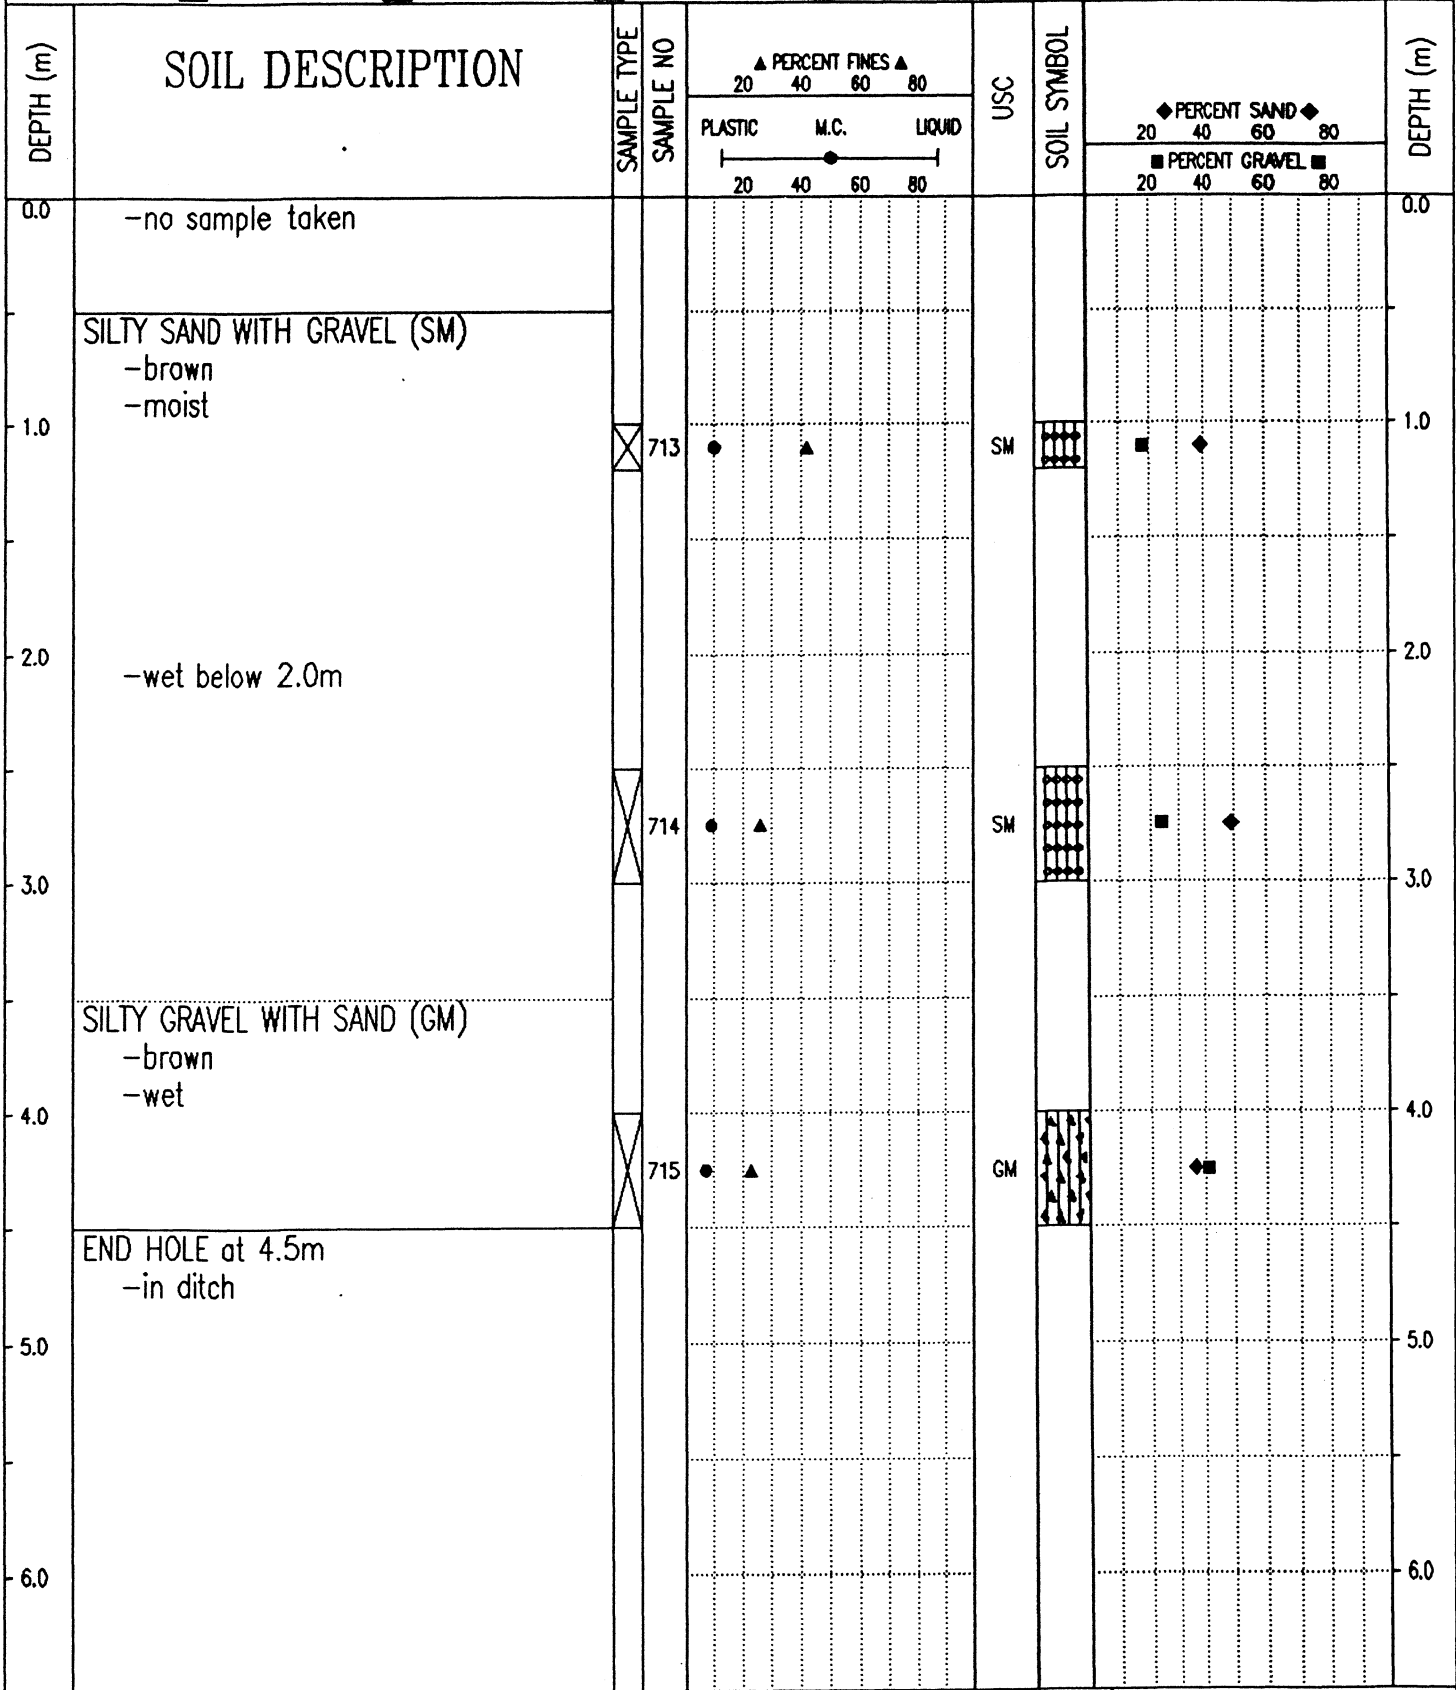 DEPTH (m)
SOIL DESCRIPTION
SAMPLE TYPE
SAMPLE NO
▲ PERCENT FINES ▲
20 40 60 80
PLASTIC M.C. LIQUID
20 40 60 80
USC
SOIL SYMBOL
◆ PERCENT SAND ◆
20 40 60 80
■ PERCENT GRAVEL ■
20 40 60 80
DEPTH (m)
0.0 -no sample taken 0.0
SILTY SAND WITH GRAVEL (SM)
-brown
-moist
1.0 1.0
713 SM
2.0 2.0
-wet below 2.0m
714 SM
3.0 3.0
SILTY GRAVEL WITH SAND (GM)
-brown
-wet
4.0 4.0
715 GM
END HOLE at 4.5m
-in ditch
5.0 5.0
6.0 6.0